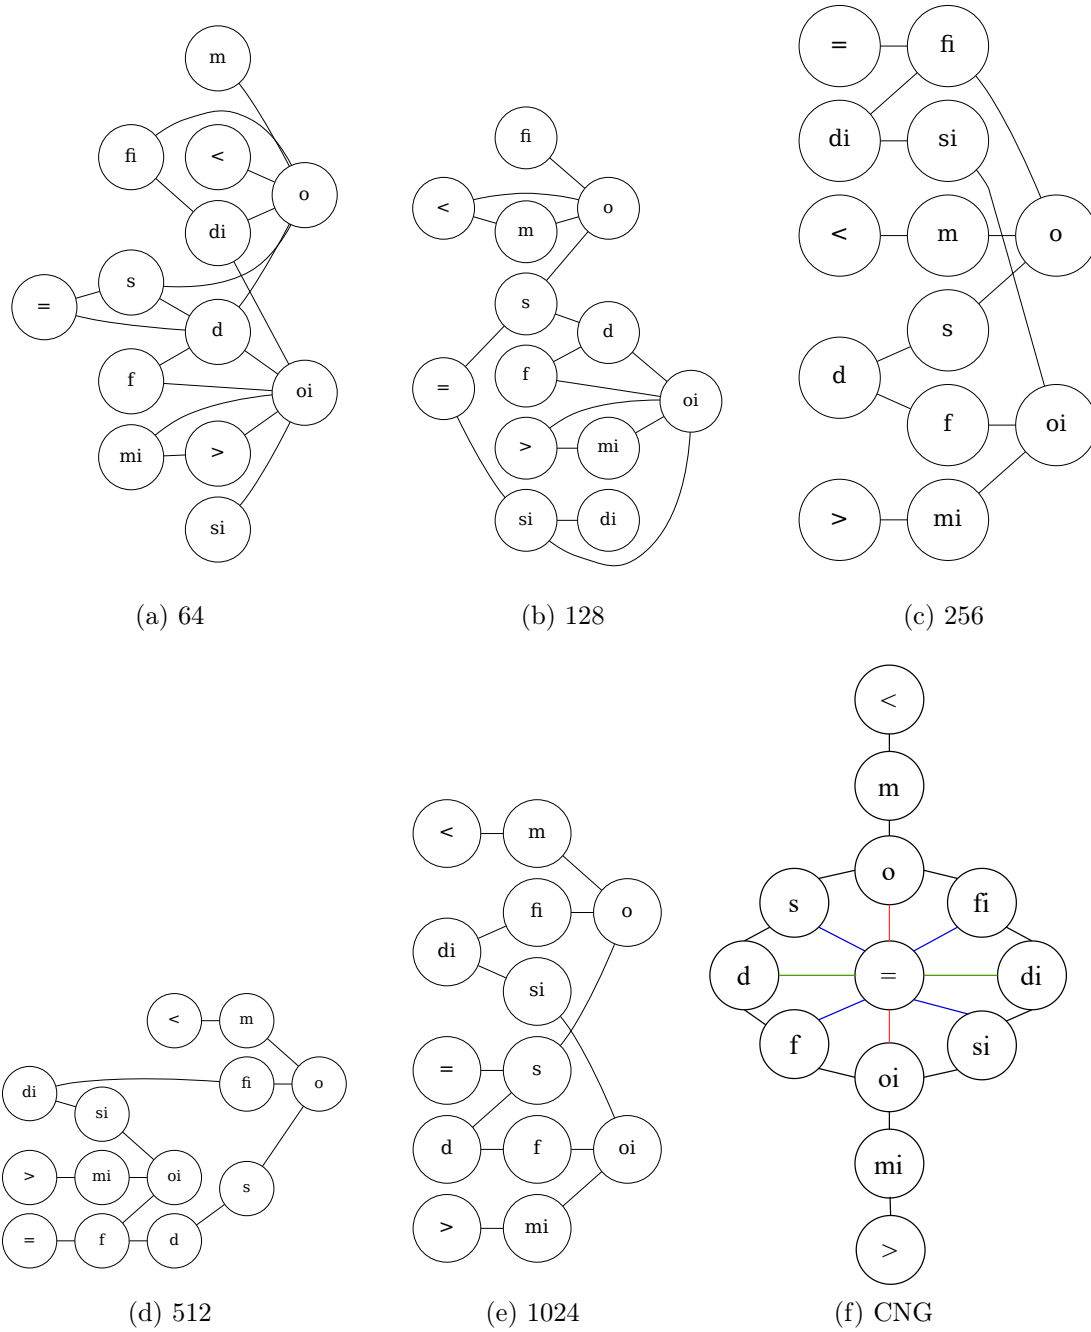 m
fi
<
o
di
s
=
d
f
oi
mi
>
si
(a) 64
fi
<
o
m
s
d
f
=
oi
>
mi
si
di
(b) 128
=
fi
di
si
<
m
o
s
d
f
oi
>
mi
(c) 256
<
m
di
fi
o
si
>
mi
oi
s
=
f
d
(d) 512
<
m
fi
o
di
si
=
s
d
f
oi
>
mi
(e) 1024
<
m
o
s
fi
d
=
di
f
si
oi
mi
>
(f) CNG